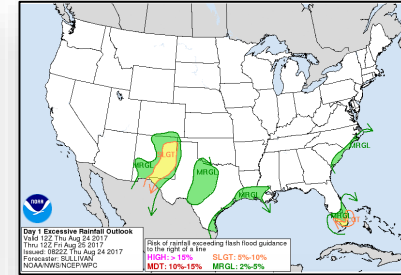 MRGL
SLGT
MRGL
MRGL
MRGL
MRGL
SLGT
noaa
Day 1 Excessive Rainfall Outlook
Valid 12Z Thu Aug 24 2017
Thru 12Z Fri Aug 25 2017
Issued: 0822Z Thu Aug 24 2017
Forecaster: SULLIVAN
NOAA/NWS/NCEP/WPC
Risk of rainfall exceeding flash flood guidance
to the right of a line
HIGH: > 15% SLGT: 5%-10%
MDT: 10%-15% MRGL: 2%-5%